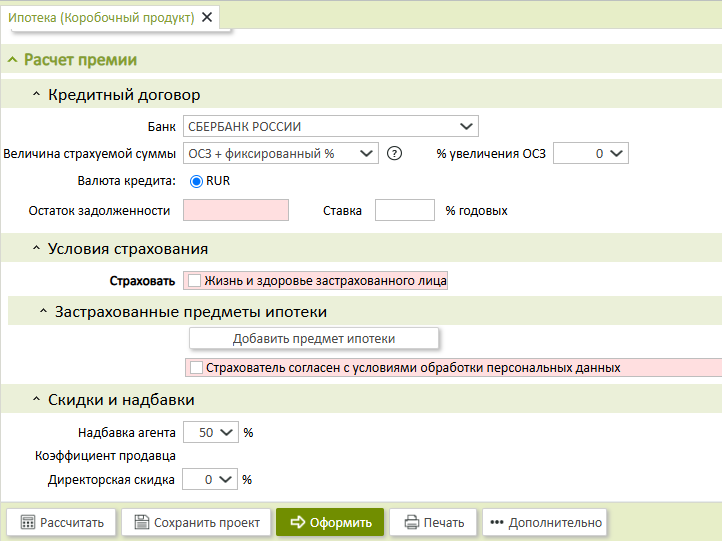 Ипотека (Коробочный продукт)
Расчет премии
Кредитный договор
Банк СБЕРБАНК РОССИИ
Величина страхуемой суммы ОСЗ + фиксированный % ? % увеличения ОСЗ 0 %
Валюта кредита: RUR
Остаток задолженности Ставка % годовых
Условия страхования
Страховать Жизнь и здоровье застрахованного лица
Застрахованные предметы ипотеки
Добавить предмет ипотеки
Страхователь согласен с условиями обработки персональных данных
Скидки и надбавки
Надбавка агента 50 %
Коэффициент продавца
Директорская скидка 0 %
Рассчитать Сохранить проект Оформить Печать Дополнительно